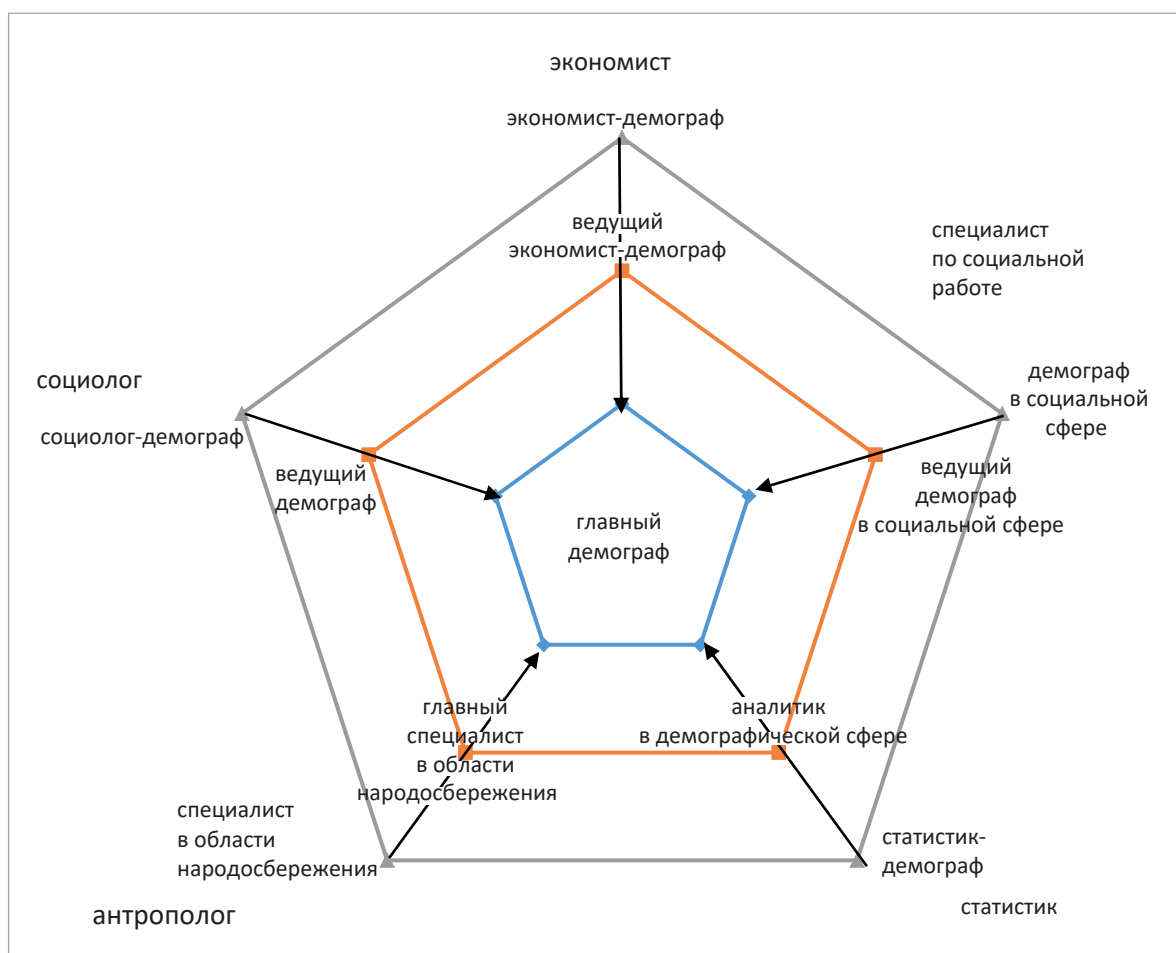 экономист
экономист-демограф
ведущий
экономист-демограф
специалист
по социальной
работе
социолог
социолог-демограф
демограф
в социальной
сфере
ведущий
демограф
ведущий
демограф
в социальной сфере
главный
демограф
главный
специалист
в области
народосбережения
аналитик
в демографической сфере
специалист
в области
народосбережения
антрополог
статистик-
демограф
статистик